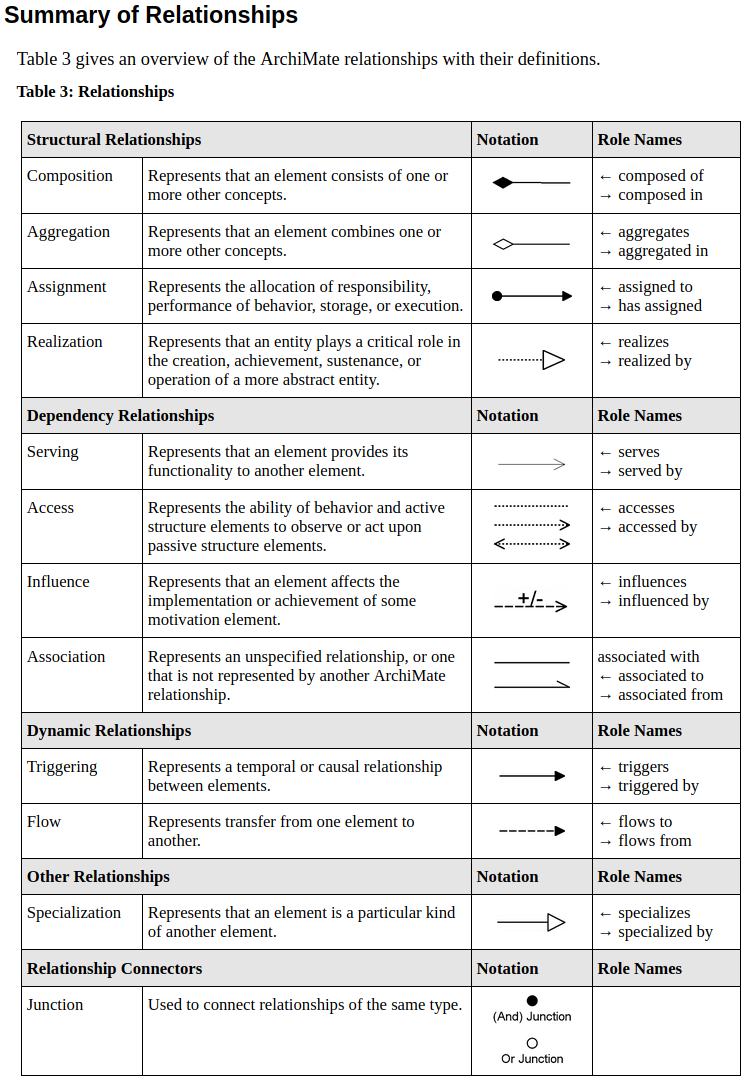 Summary of Relationships
Table 3 gives an overview of the ArchiMate relationships with their definitions.
Table 3: Relationships
Structural Relationships Notation Role Names
Composition Represents that an element consists of one or ← composed of
more other concepts. → composed in
Aggregation Represents that an element combines one or ← aggregates
more other concepts. → aggregated in
Assignment Represents the allocation of responsibility, ← assigned to
performance of behavior, storage, or execution. → has assigned
Realization Represents that an entity plays a critical role in ← realizes
the creation, achievement, sustenance, or → realized by
operation of a more abstract entity.
Dependency Relationships Notation Role Names
Serving Represents that an element provides its ← serves
functionality to another element. → served by
Access Represents the ability of behavior and active ← accesses
structure elements to observe or act upon → accessed by
passive structure elements.
Influence Represents that an element affects the ← influences
implementation or achievement of some +/- → influenced by
motivation element.
Association Represents an unspecified relationship, or one associated with
that is not represented by another ArchiMate ← associated to
relationship. → associated from
Dynamic Relationships Notation Role Names
Triggering Represents a temporal or causal relationship ← triggers
between elements. → triggered by
Flow Represents transfer from one element to ← flows to
another. → flows from
Other Relationships Notation Role Names
Specialization Represents that an element is a particular kind ← specializes
of another element. → specialized by
Relationship Connectors Notation Role Names
Junction Used to connect relationships of the same type.
(And) Junction
Or Junction